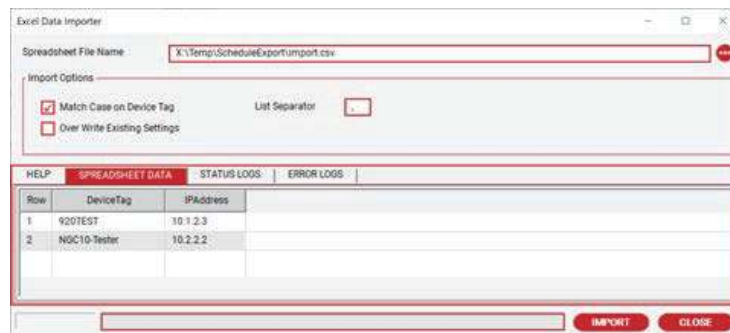 Excel Data Importer
Spreadsheet File Name X:\Temp\ScheduleExport\import.csv
Import Options
Match Case on Device Tag List Separator ,
Over Write Existing Settings
HELP SPREADSHEET DATA STATUS LOGS ERROR LOGS
Row DeviceTag IPAddress
1 920TEST 10.1.2.3
2 NGC10-Tester 10.2.2.2
IMPORT CLOSE